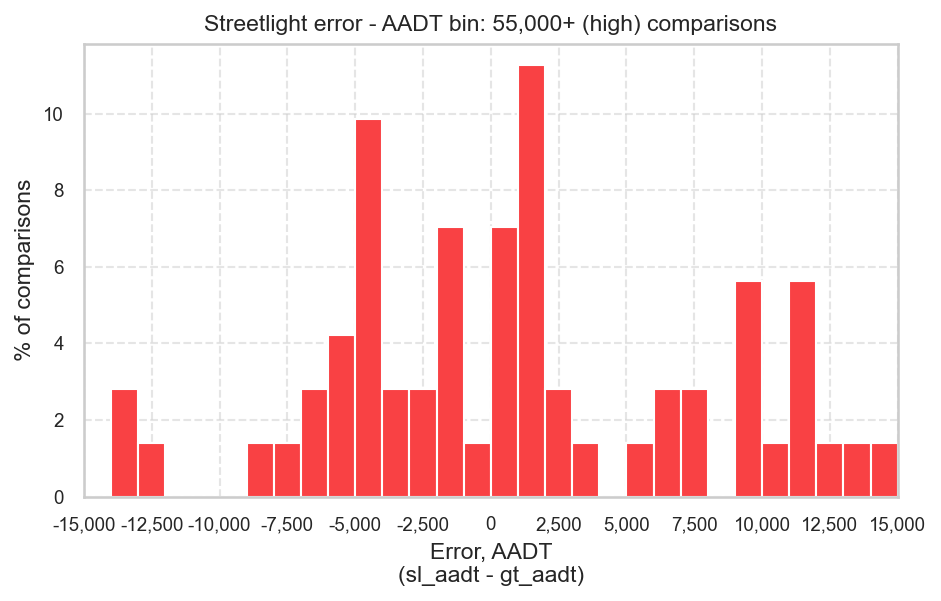 Streetlight error - AADT bin: 55,000+ (high) comparisons
% of comparisons
10
8
6
4
2
0
-15,000 -12,500 -10,000 -7,500 -5,000 -2,500 0 2,500 5,000 7,500 10,000 12,500 15,000
Error, AADT
(sl_aadt - gt_aadt)